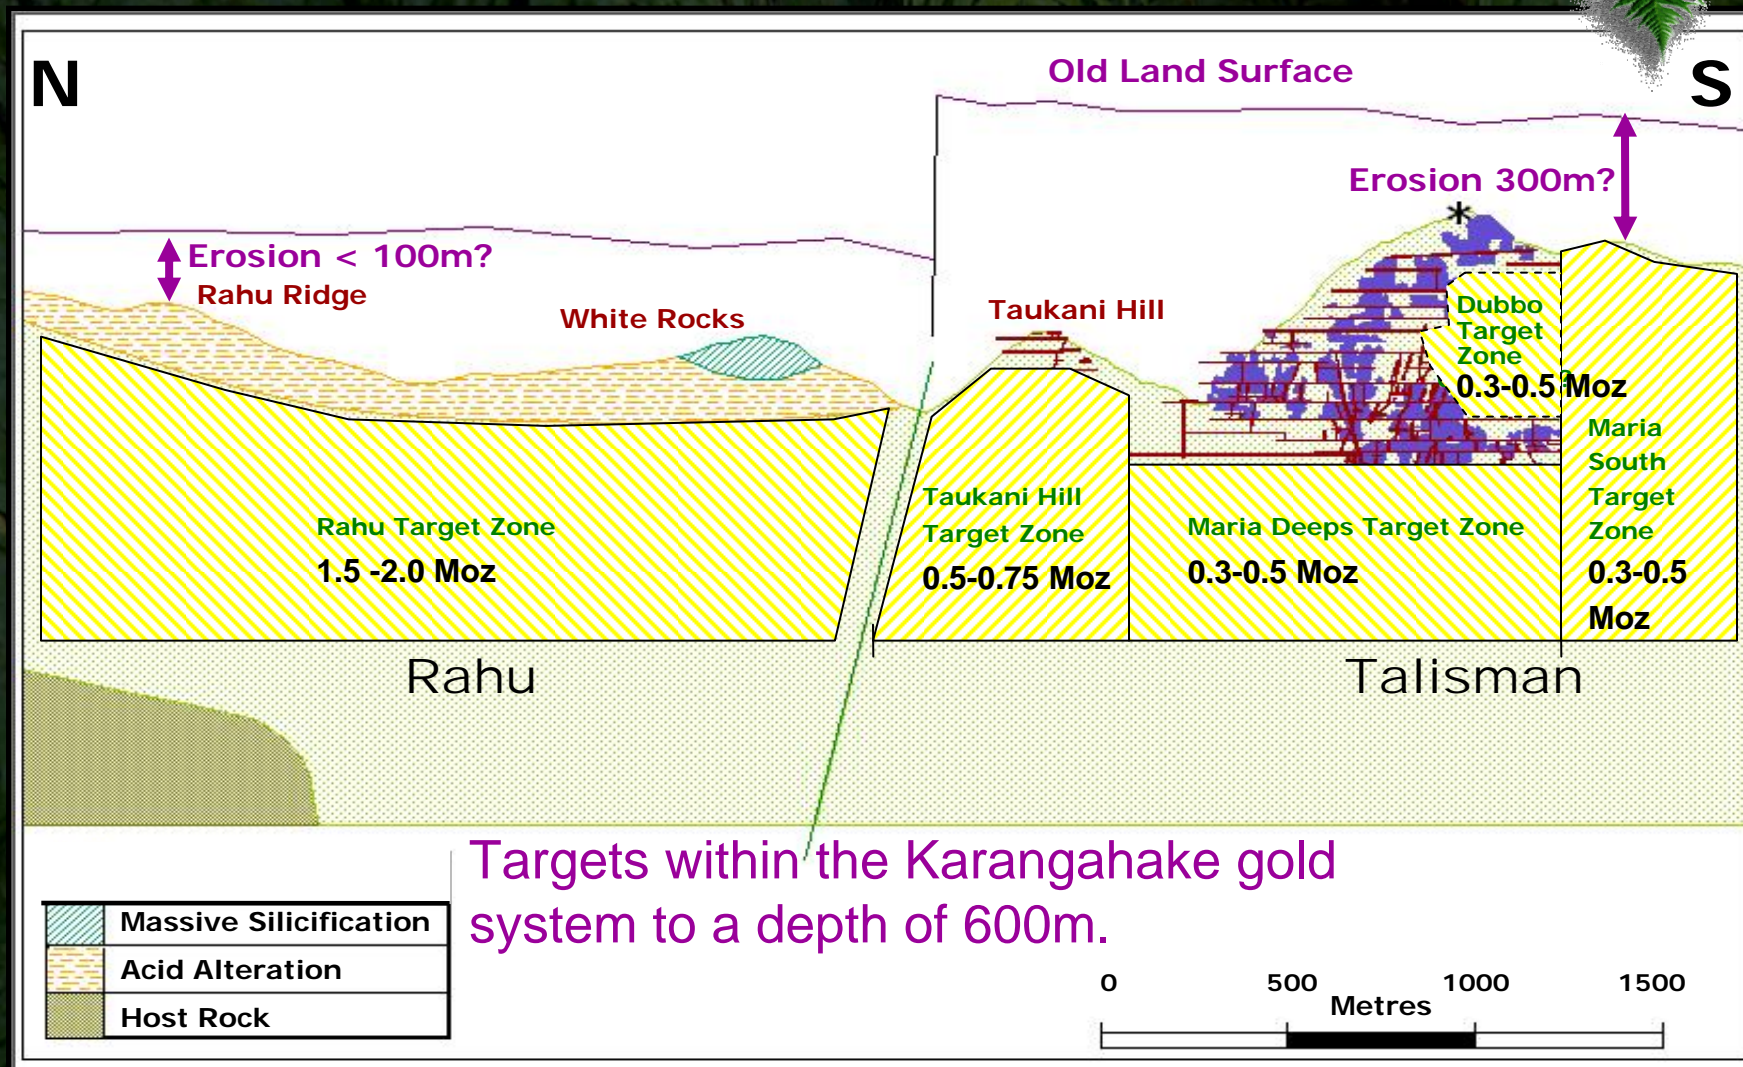 N
Old Land Surface
S
Erosion 300m?
*
Erosion < 100m?
Rahu Ridge
White Rocks
Taukani Hill
Dubbo
Target
Zone
0.3-0.5 Moz
Maria
South
Target
Zone
0.3-0.5
Moz
Taukani Hill
Target Zone
0.5-0.75 Moz
Maria Deeps Target Zone
0.3-0.5 Moz
Rahu Target Zone
1.5 -2.0 Moz
Rahu
Talisman
Targets within the Karangahake gold
system to a depth of 600m.
Massive Silicification
Acid Alteration
Host Rock
0 500 1000 1500
Metres